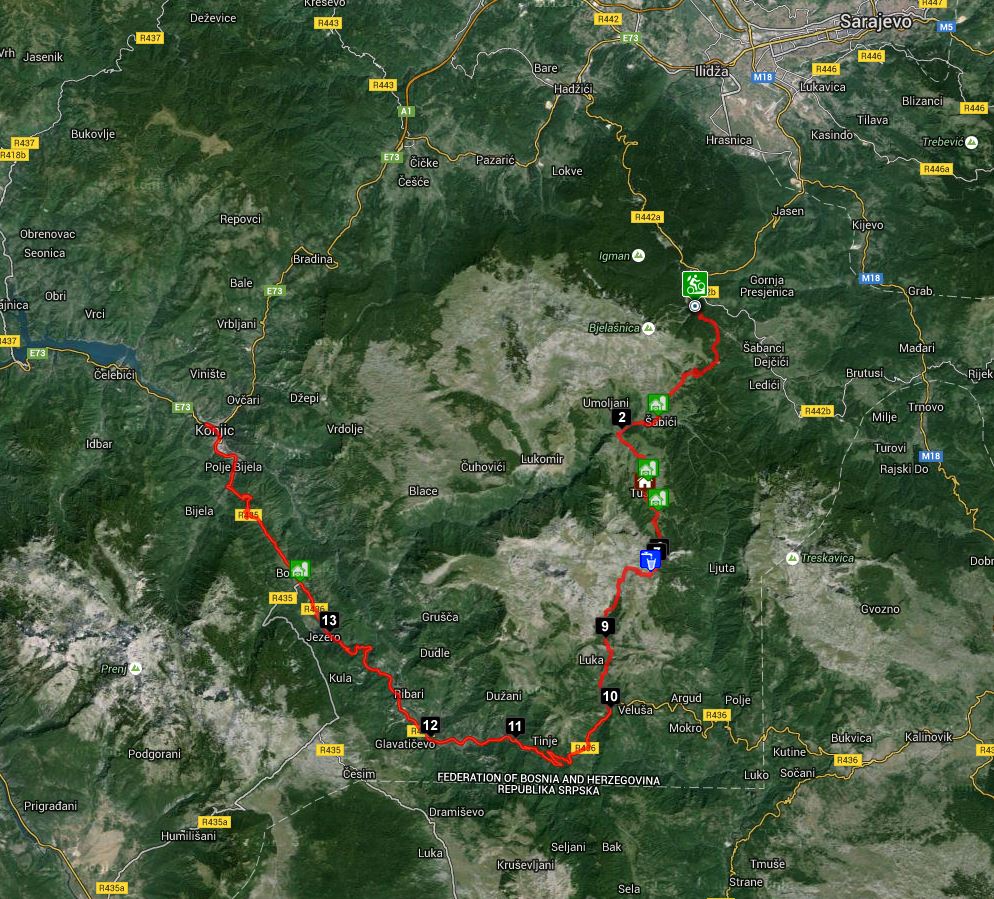 Kreševo
R447
Deževice
R443
R442
Sarajevo
R437
E73
M5
Vrh
Jasenik
Bare
Ilidža
R446
R446
R443
M18
Hadžići
Lukavica
A1
Blizanci
R446
Bukovlje
Tilava
R437
Hrasnica
Kasindo
Trebević
R418b
E73
Čičke
Pazarić
Lokve
R446a
Češće
Repovci
R442a
Jasen
Kijevo
Obrenovac
Seonica
Igman
Bradina
Bale
E73
Gornja
Presjenica
M18
Grab
Obri
Vrci
Vrbljani
Bjelašnica
R437
E73
Šabanci
Mađari
Dejčići
Čelebići
Vinište
Ledići
Brutusi
Rijek
Džepi
Ovčari
E73
Umoljani
2
Šabići
R442b
Trnovo
Milje
Konjic
Vrdolje
Idbar
Turovi
M18
Polje Bijela
Čuhovići
Lukomir
Rajski Do
Blace
Bijela
R435
Ljuta
Treskavica
R435
R436
13
Grušča
9
Gvozno
Jezero
Dudle
Luka
Prenj
Kula
Ribari
Dužani
10
Veluša
Argud
Polje
R436
12
11
Mokro
Glavatičevo
Tinje
R436
Bukvica
Kalinovik
R435
Podgorani
Kutine
R436
Česim
Luko
Sočani
FEDERATION OF BOSNIA AND HERZEGOVINA
REPUBLIKA SRPSKA
Prigrađani
R435a
Dramiševo
Humilišani
Seljani
Bak
Luka
Kruševljani
Tmuše
R435a
Sela
Strane